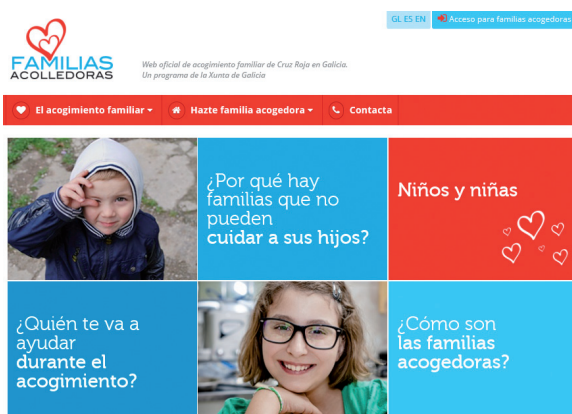 GL ES EN
Acceso para familias acogedoras
FAMILIAS
ACOLLEDORAS
Web oficial de acogimiento familiar de Cruz Roja en Galicia.
Un programa de la Xunta de Galicia
El acogimiento familiar
Hazte familia acogedora
Contacta
¿Por qué hay
familias que no
pueden
cuidar a sus hijos?
Niños y niñas
¿Quién te va a
ayudar
durante el
acogimiento?
¿Cómo son
las familias
acogedoras?